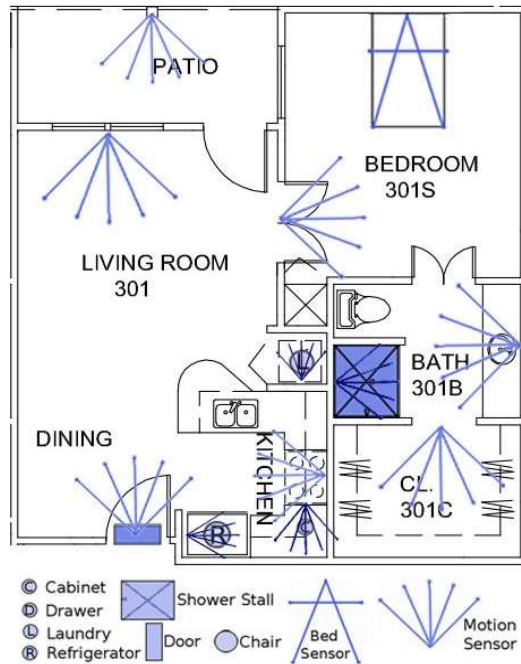 PATIO
BEDROOM
301S
LIVING ROOM
301
L
BATH
301B
DINING
KITCHEN
CL.
301C
R
C
C Cabinet
D Drawer
L Laundry
R Refrigerator
Shower Stall
Door
Chair
Bed
Sensor
Motion
Sensor